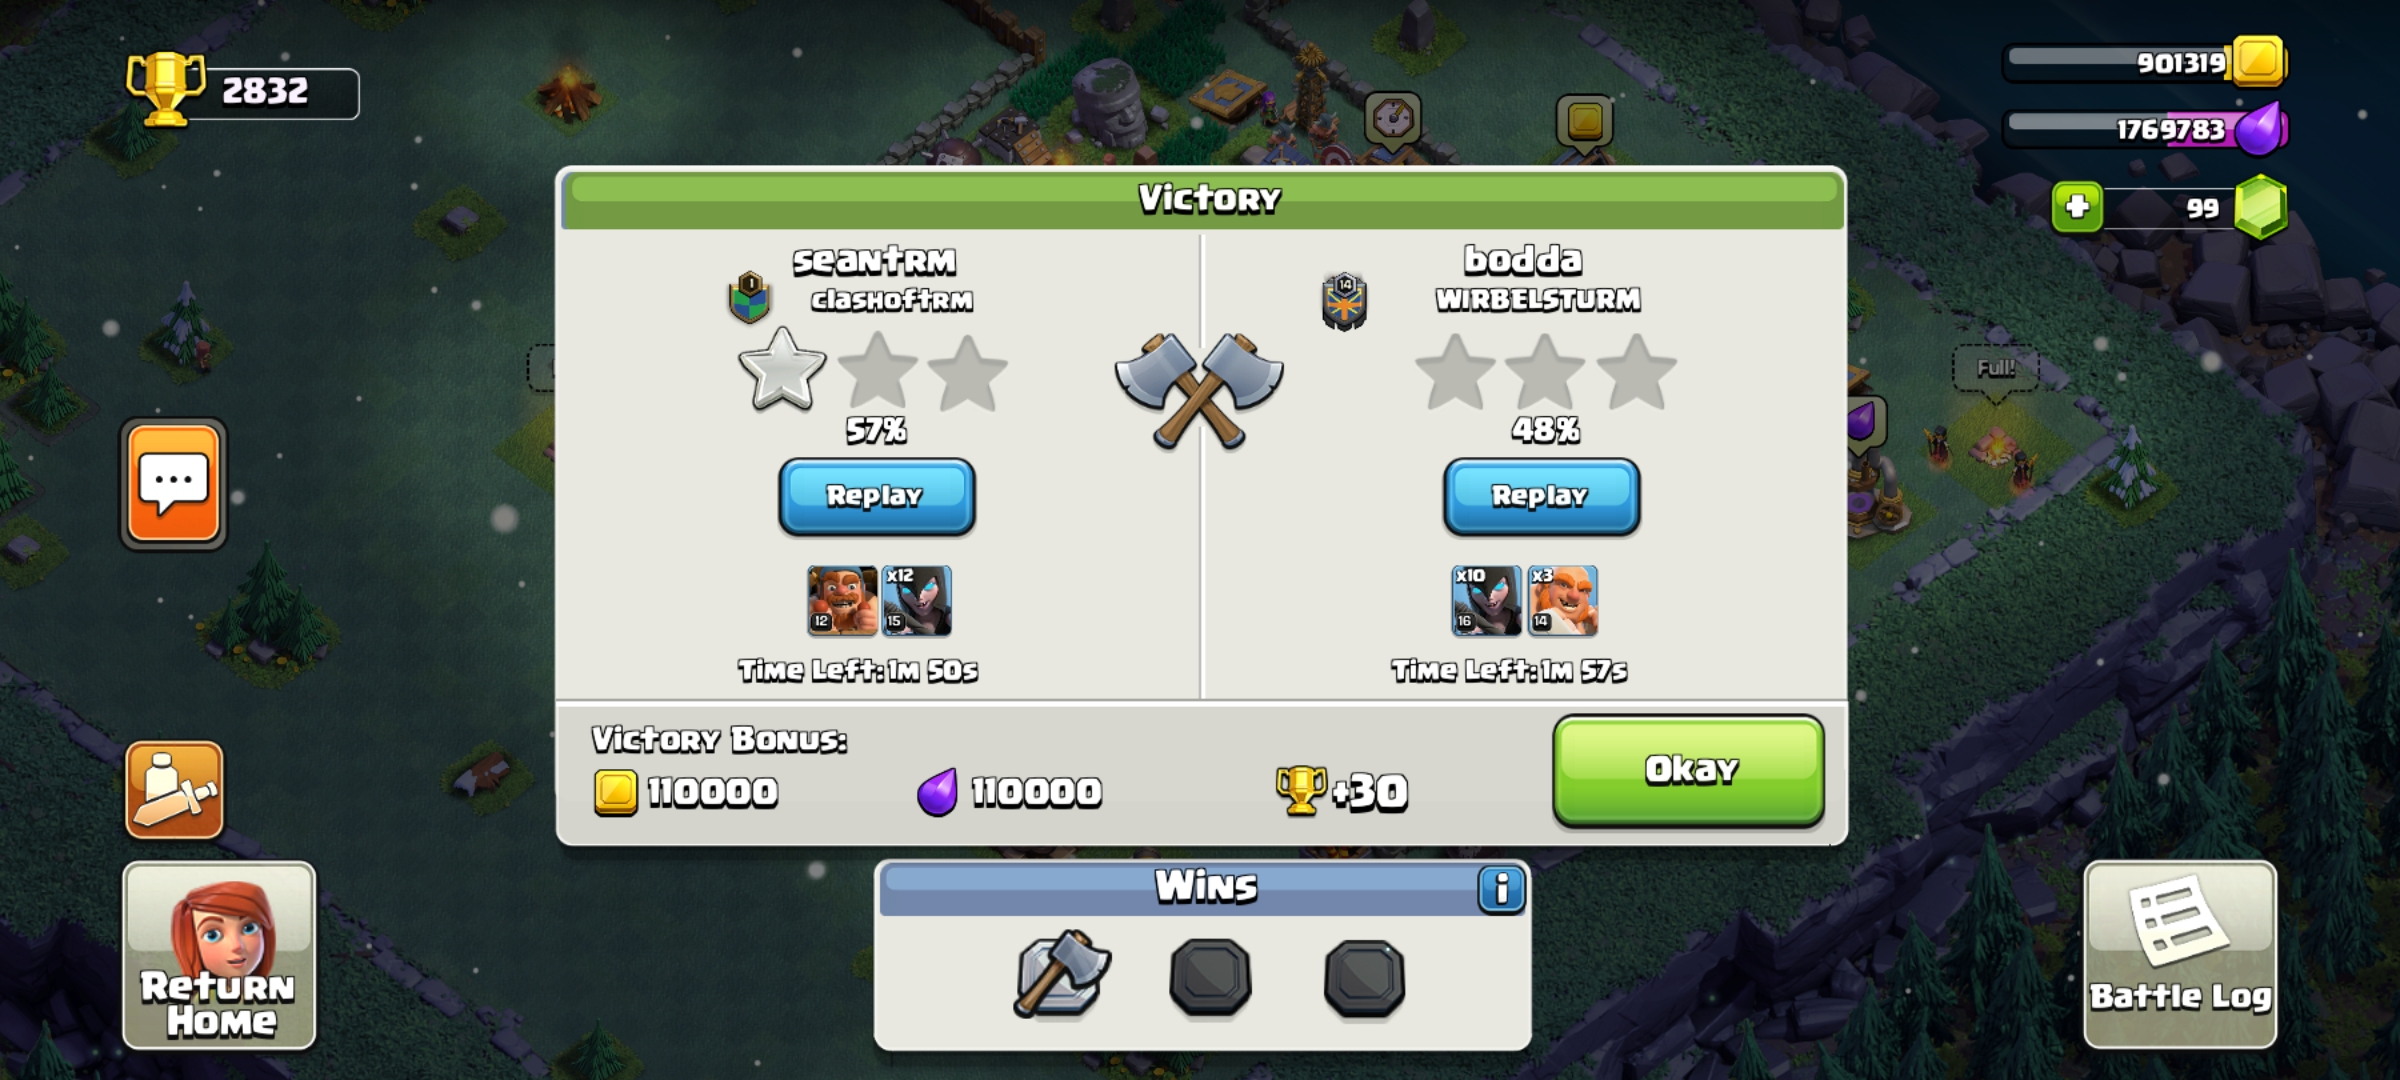 2832
901319
1769783
99
Victory
seantrm
clashoftrm
1
57%
Replay
12
x12
15
Time Left:1m 50s
bodda
WIRBELSTURM
14
48%
Replay
x10
16
x3
14
Time Left:1m 57s
Full!
Victory Bonus:
110000
110000
+30
Okay
Wins
i
Return
Home
Battle Log